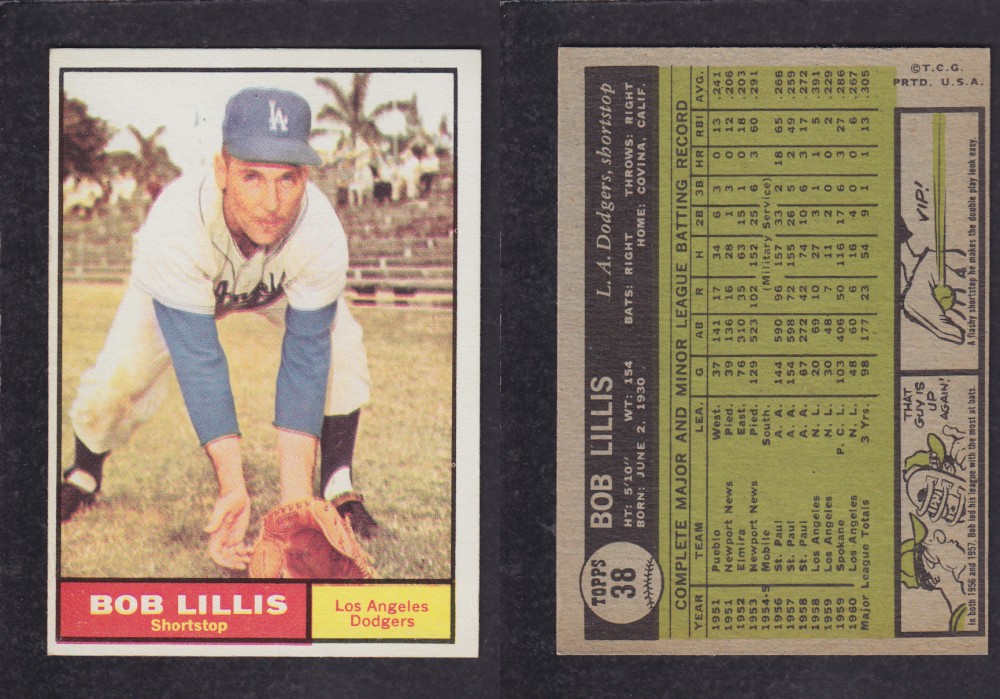 LA
BOB LILLIS
Shortstop
Los Angeles
Dodgers
TOPPS
38
BOB LILLIS
L. A. Dodgers, shortstop
HT: 5'10" WT: 154 BATS: RIGHT THROWS: RIGHT
BORN: JUNE 2, 1930 HOME: COVINA, CALIF.
COMPLETE MAJOR AND MINOR LEAGUE BATTING RECORD
YEAR TEAM LEA. G AB R H 2B 3B HR RBI AVG.
1951 Pueblo West. 37 141 17 34 6 3 0 13 .241
1951 Newport News Pied. 39 136 16 28 1 3 0 12 .206
1952 Elmira East. 76 310 35 63 15 1 0 18 .203
1953 Newport News Pied. 129 523 102 152 25 6 3 60 .291
1954-5 Mobile South. (Military Service)
1956 St. Paul A. A. 144 590 96 157 33 2 18 65 .266
1957 St. Paul A. A. 154 598 72 155 26 5 2 49 .259
1958 St. Paul A. A. 67 272 42 74 10 6 3 17 .272
1958 Los Angeles N. L. 20 69 10 27 3 1 1 5 .391
1959 Los Angeles N. L. 30 48 7 11 2 0 0 2 .229
1959 Spokane P. C. L. 103 406 50 116 17 6 3 27 .286
1960 Los Angeles N. L. 48 60 6 16 4 0 0 6 .267
Major League Totals 3 Yrs. 98 177 23 54 9 1 1 13 .305
THAT
GUY IS
UP
AGAIN!
In both 1956 and 1957, Bob led his league with the most at bats.
VIP!
A flashy shortstop he makes the double play look easy.
©T.C.G.
PRTD. U.S.A.